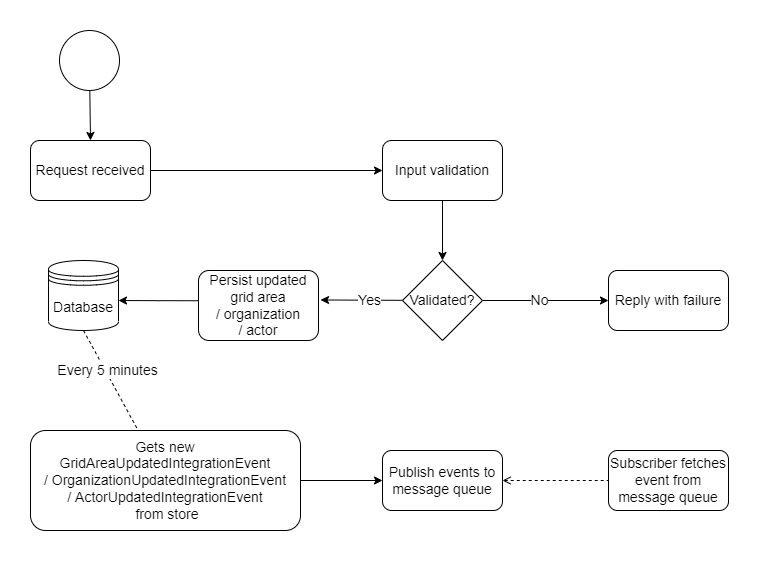 Request received
Input validation
Persist updated
grid area
/ organization
/ actor
Database
Yes
Validated?
No
Reply with failure
Every 5 minutes
Gets new
GridAreaUpdatedIntegrationEvent
/ OrganizationUpdatedIntegrationEvent
/ ActorUpdatedIntegrationEvent
from store
Publish events to
message queue
Subscriber fetches
event from
message queue